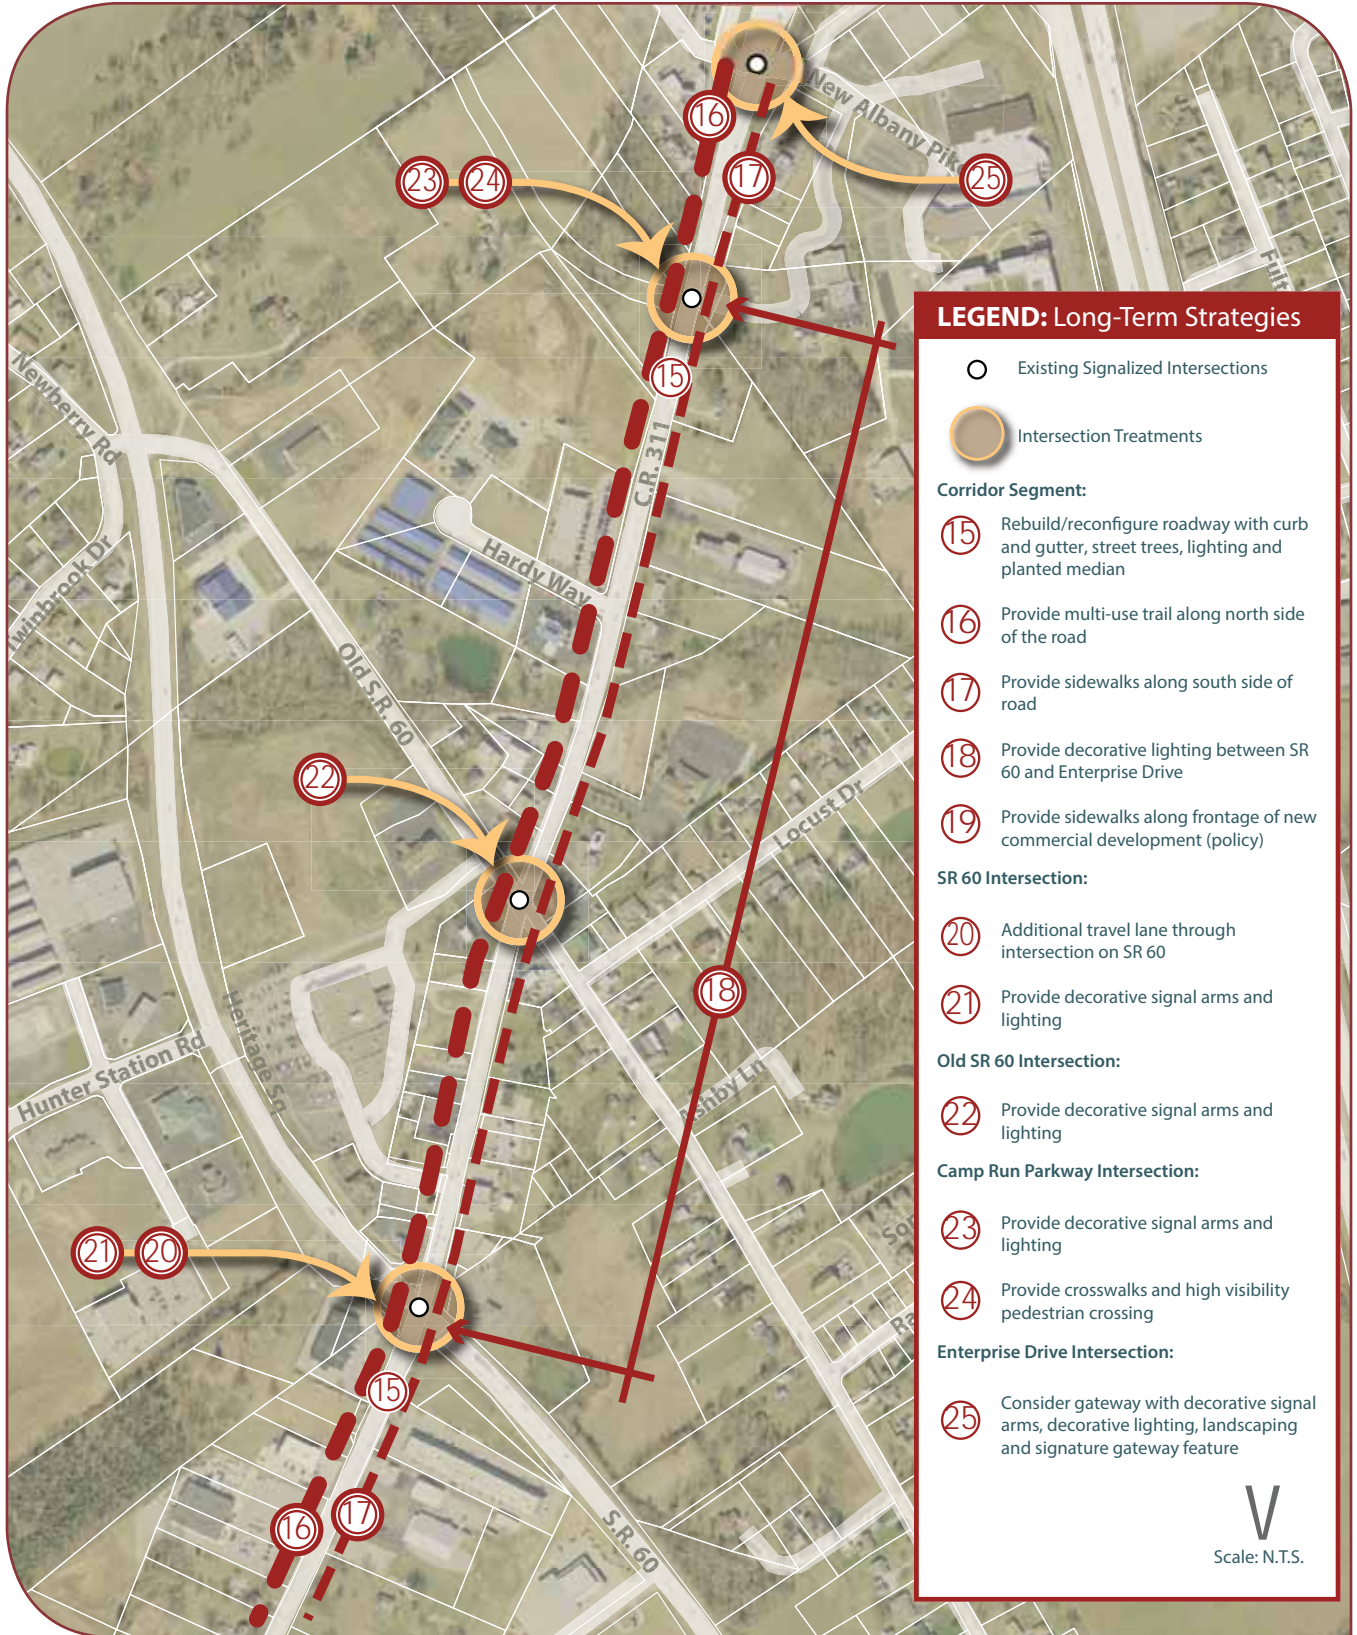 New Albany Pike
16
17
23
24
25
Fult
15
Newberry Rd
C.R. 311
Hardy Way
Old S.R. 60
22
Locust Dr
18
Heritage Sq
Hunter Station Rd
Ashby Ln
21
20
15
16
17
S.R. 60
LEGEND: Long-Term Strategies
Existing Signalized Intersections
Intersection Treatments
Corridor Segment:
15 Rebuild/reconfigure roadway with curb
and gutter, street trees, lighting and
planted median
16 Provide multi-use trail along north side
of the road
17 Provide sidewalks along south side of
road
18 Provide decorative lighting between SR
60 and Enterprise Drive
19 Provide sidewalks along frontage of new
commercial development (policy)
SR 60 Intersection:
20 Additional travel lane through
intersection on SR 60
21 Provide decorative signal arms and
lighting
Old SR 60 Intersection:
22 Provide decorative signal arms and
lighting
Camp Run Parkway Intersection:
23 Provide decorative signal arms and
lighting
24 Provide crosswalks and high visibility
pedestrian crossing
Enterprise Drive Intersection:
25 Consider gateway with decorative signal
arms, decorative lighting, landscaping
and signature gateway feature
Scale: N.T.S.